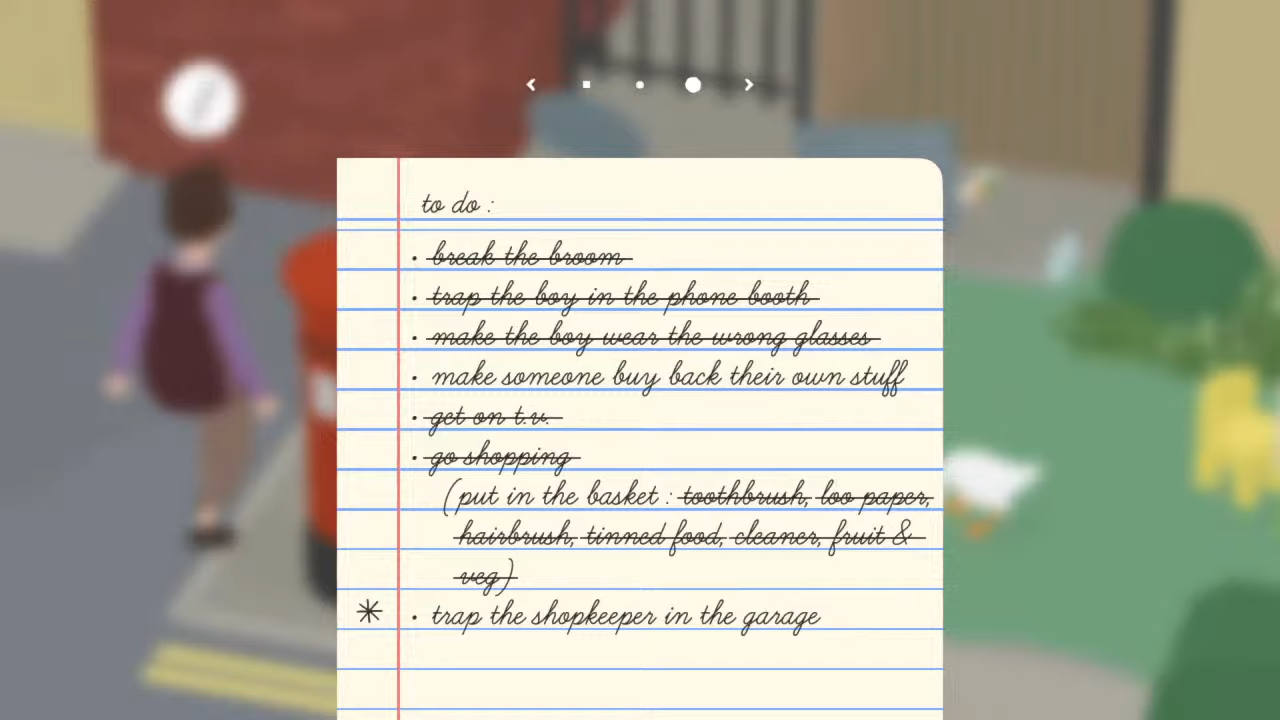 to do :
· break the broom
· trap the boy in the phone booth
· make the boy wear the wrong glasses
· make someone buy back their own stuff
· get on t.v.
· go shopping
(put in the basket : toothbrush, loo paper,
hairbrush, tinned food, cleaner, fruit &
veg)
* · trap the shopkeeper in the garage